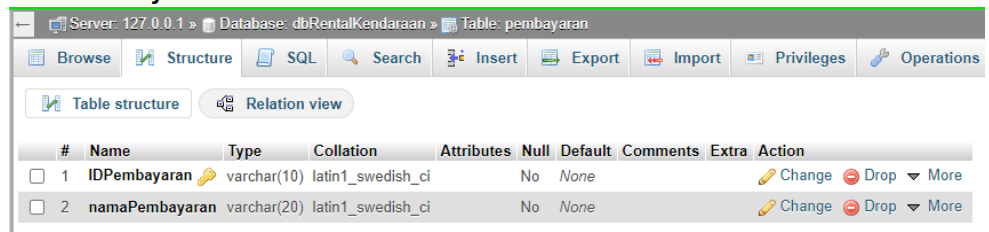 Server: 127.0.0.1 » Database: dbRentalKendaraan » Table: pembayaran
Browse Structure SQL Search Insert Export Import Privileges Operations
Table structure Relation view
# Name Type Collation Attributes Null Default Comments Extra Action
1 IDPembayaran varchar(10) latin1_swedish_ci No None Change Drop More
2 namaPembayaran varchar(20) latin1_swedish_ci No None Change Drop More